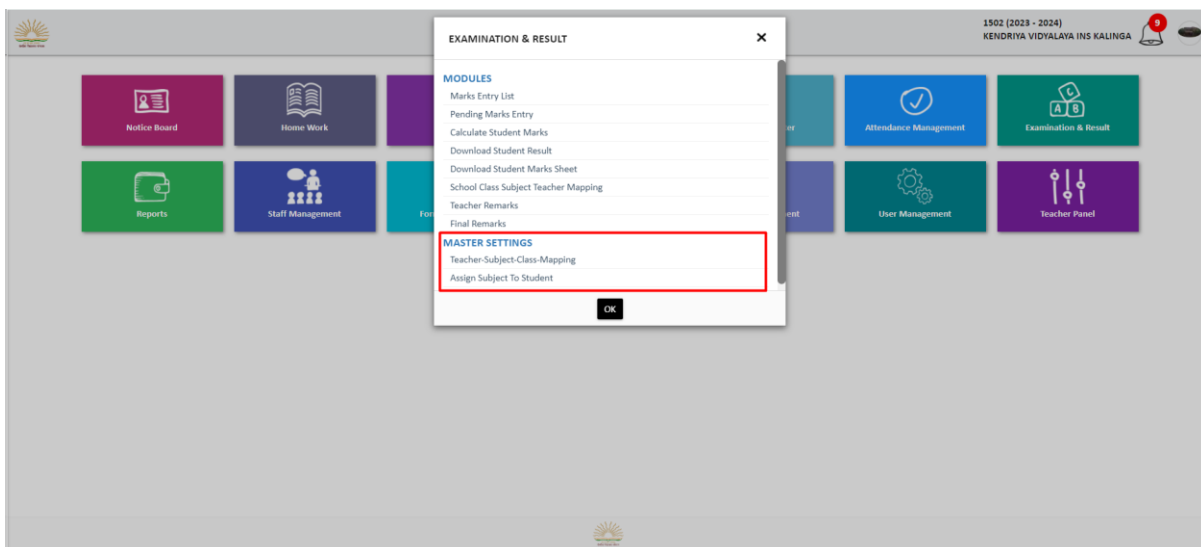 1502 (2023 - 2024)
KENDRIYA VIDYALAYA INS KALINGA
9
EXAMINATION & RESULT
×
MODULES
Marks Entry List
Pending Marks Entry
Calculate Student Marks
Download Student Result
Download Student Marks Sheet
School Class Subject Teacher Mapping
Teacher Remarks
Final Remarks
MASTER SETTINGS
Teacher-Subject-Class-Mapping
Assign Subject To Student
OK
Notice Board
Home Work
er
Attendance Management
C
A B
Examination & Result
Reports
Staff Management
For
ent
User Management
Teacher Panel